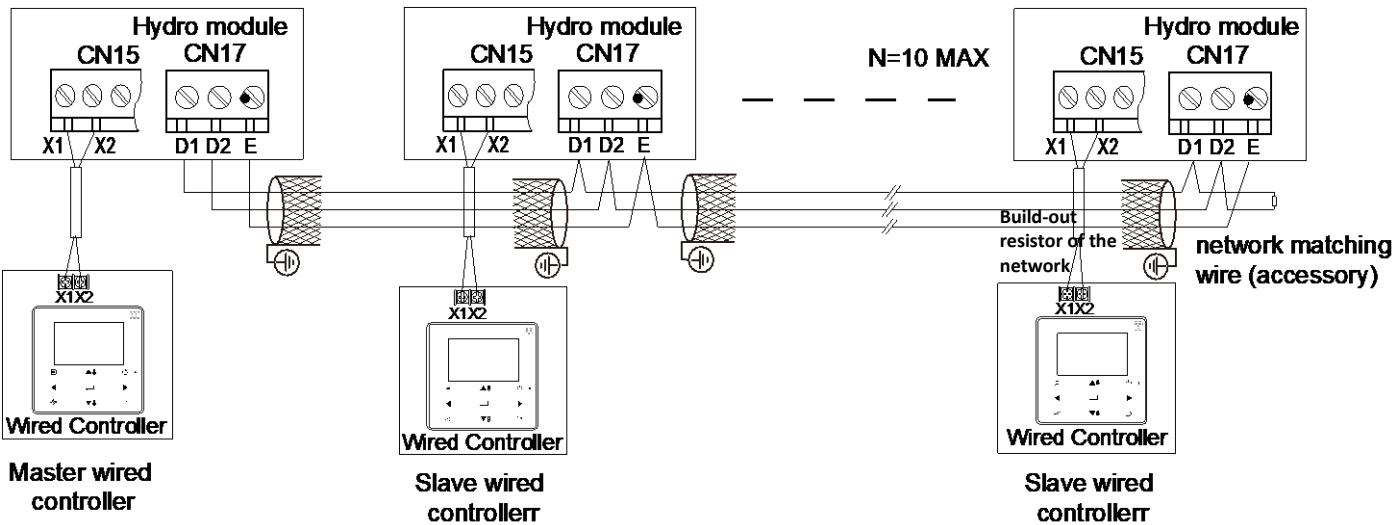 Hydro module
CN15 CN17
X1 X2 D1 D2 E
X1X2
Wired Controller
Master wired
controller
Hydro module
CN15 CN17
X1 X2 D1 D2 E
X1X2
Wired Controller
Slave wired
controllerr
N=10 MAX
Hydro module
CN15 CN17
X1 X2 D1 D2 E
Build-out
resistor of the
network
network matching
wire (accessory)
X1X2
Wired Controller
Slave wired
controllerr